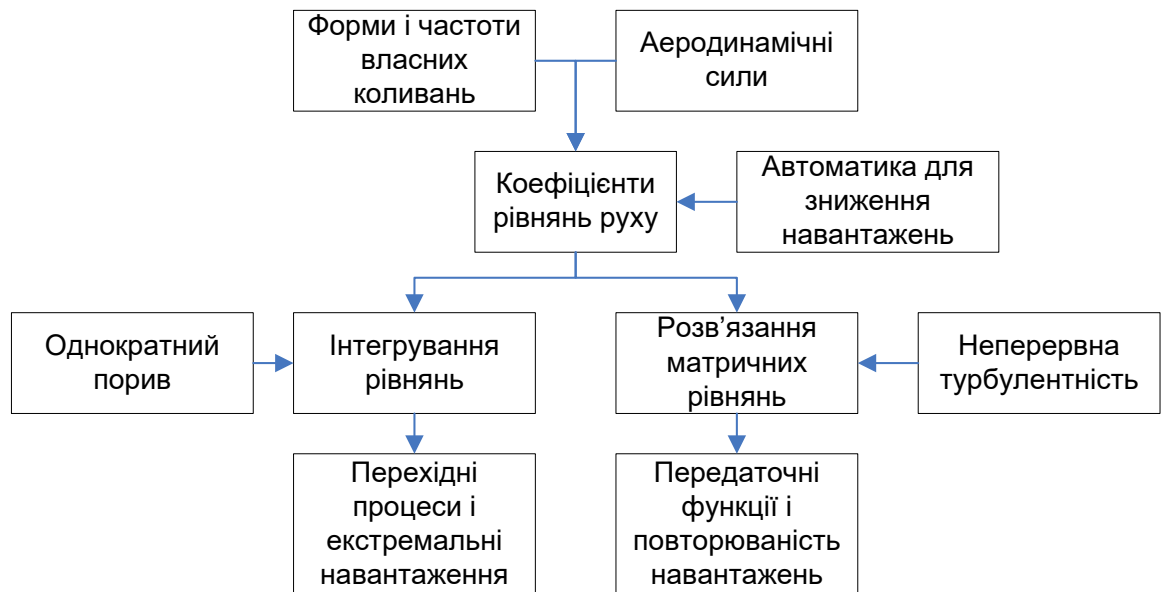 Форми і частоти
власних
коливань
Аеродинамічні
сили
Коефіцієнти
рівнянь руху
Автоматика для
зниження
навантажень
Однократний
порив
Інтегрування
рівнянь
Розв’язання
матричних
рівнянь
Неперервна
турбулентність
Перехідні
процеси і
екстремальні
навантаження
Передаточні
функції і
повторюваність
навантажень